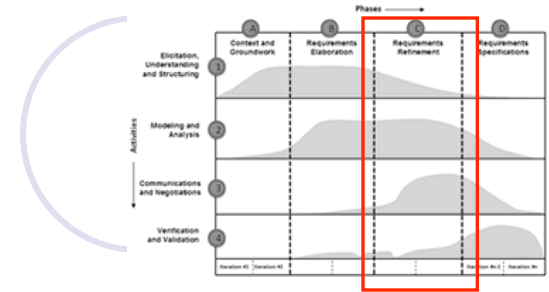 Phases
A B C D
Context and Groundwork
Requirements Elaboration
Requirements Refinement
Requirements Specifications
Activities
1
Elicitation,
Understanding
and Structuring
2
Modeling and
Analysis
3
Communications
and Negotiations
4
Verification
and Validation
Iteration #1 Iteration #2 Iteration #n-1 Iteration #n